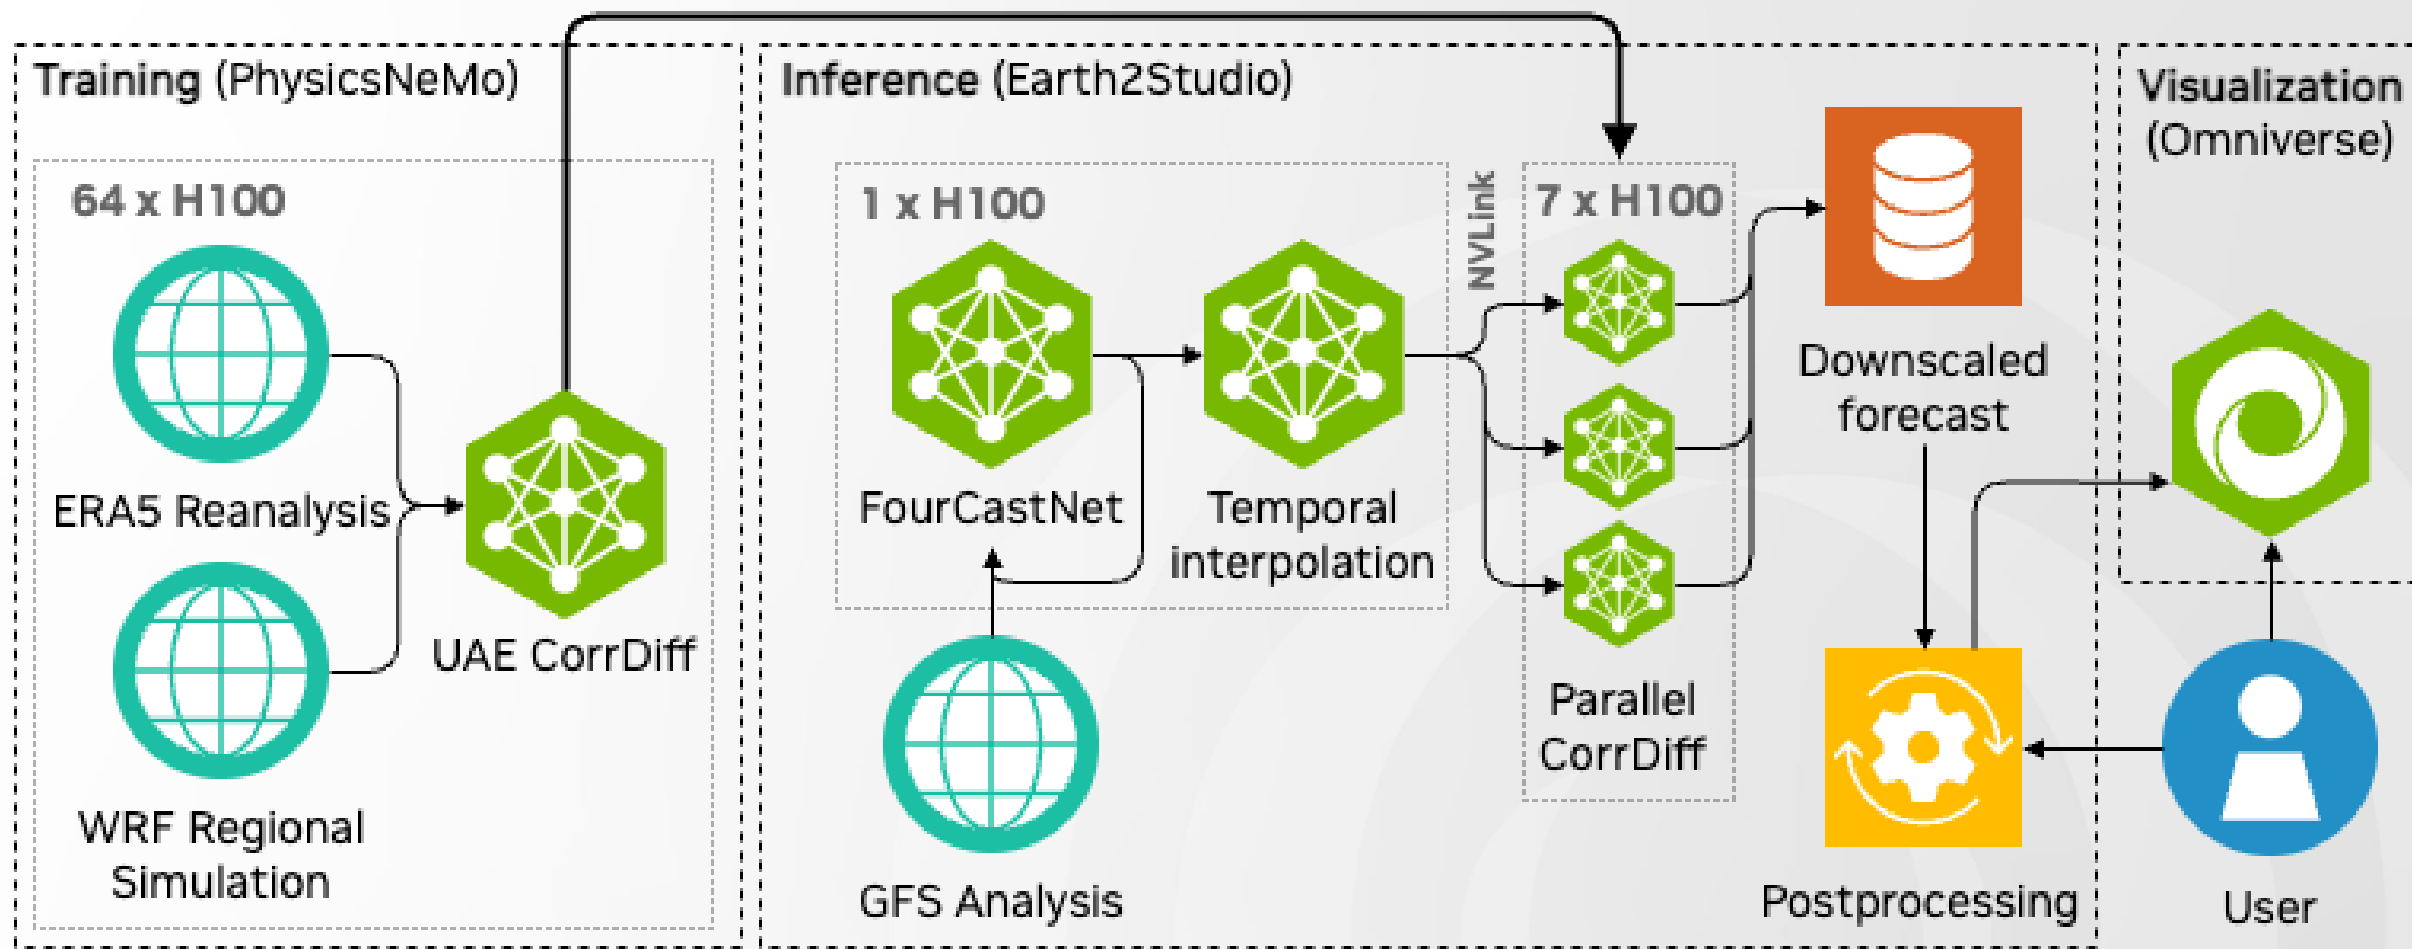 Training (PhysicsNeMo)
64 x H100
ERA5 Reanalysis
WRF Regional
Simulation
UAE CorrDiff
Inference (Earth2Studio)
1 x H100
FourCastNet
Temporal
interpolation
GFS Analysis
NVLink
7 x H100
Parallel
CorrDiff
Downscaled
forecast
Postprocessing
Visualization
(Omniverse)
User